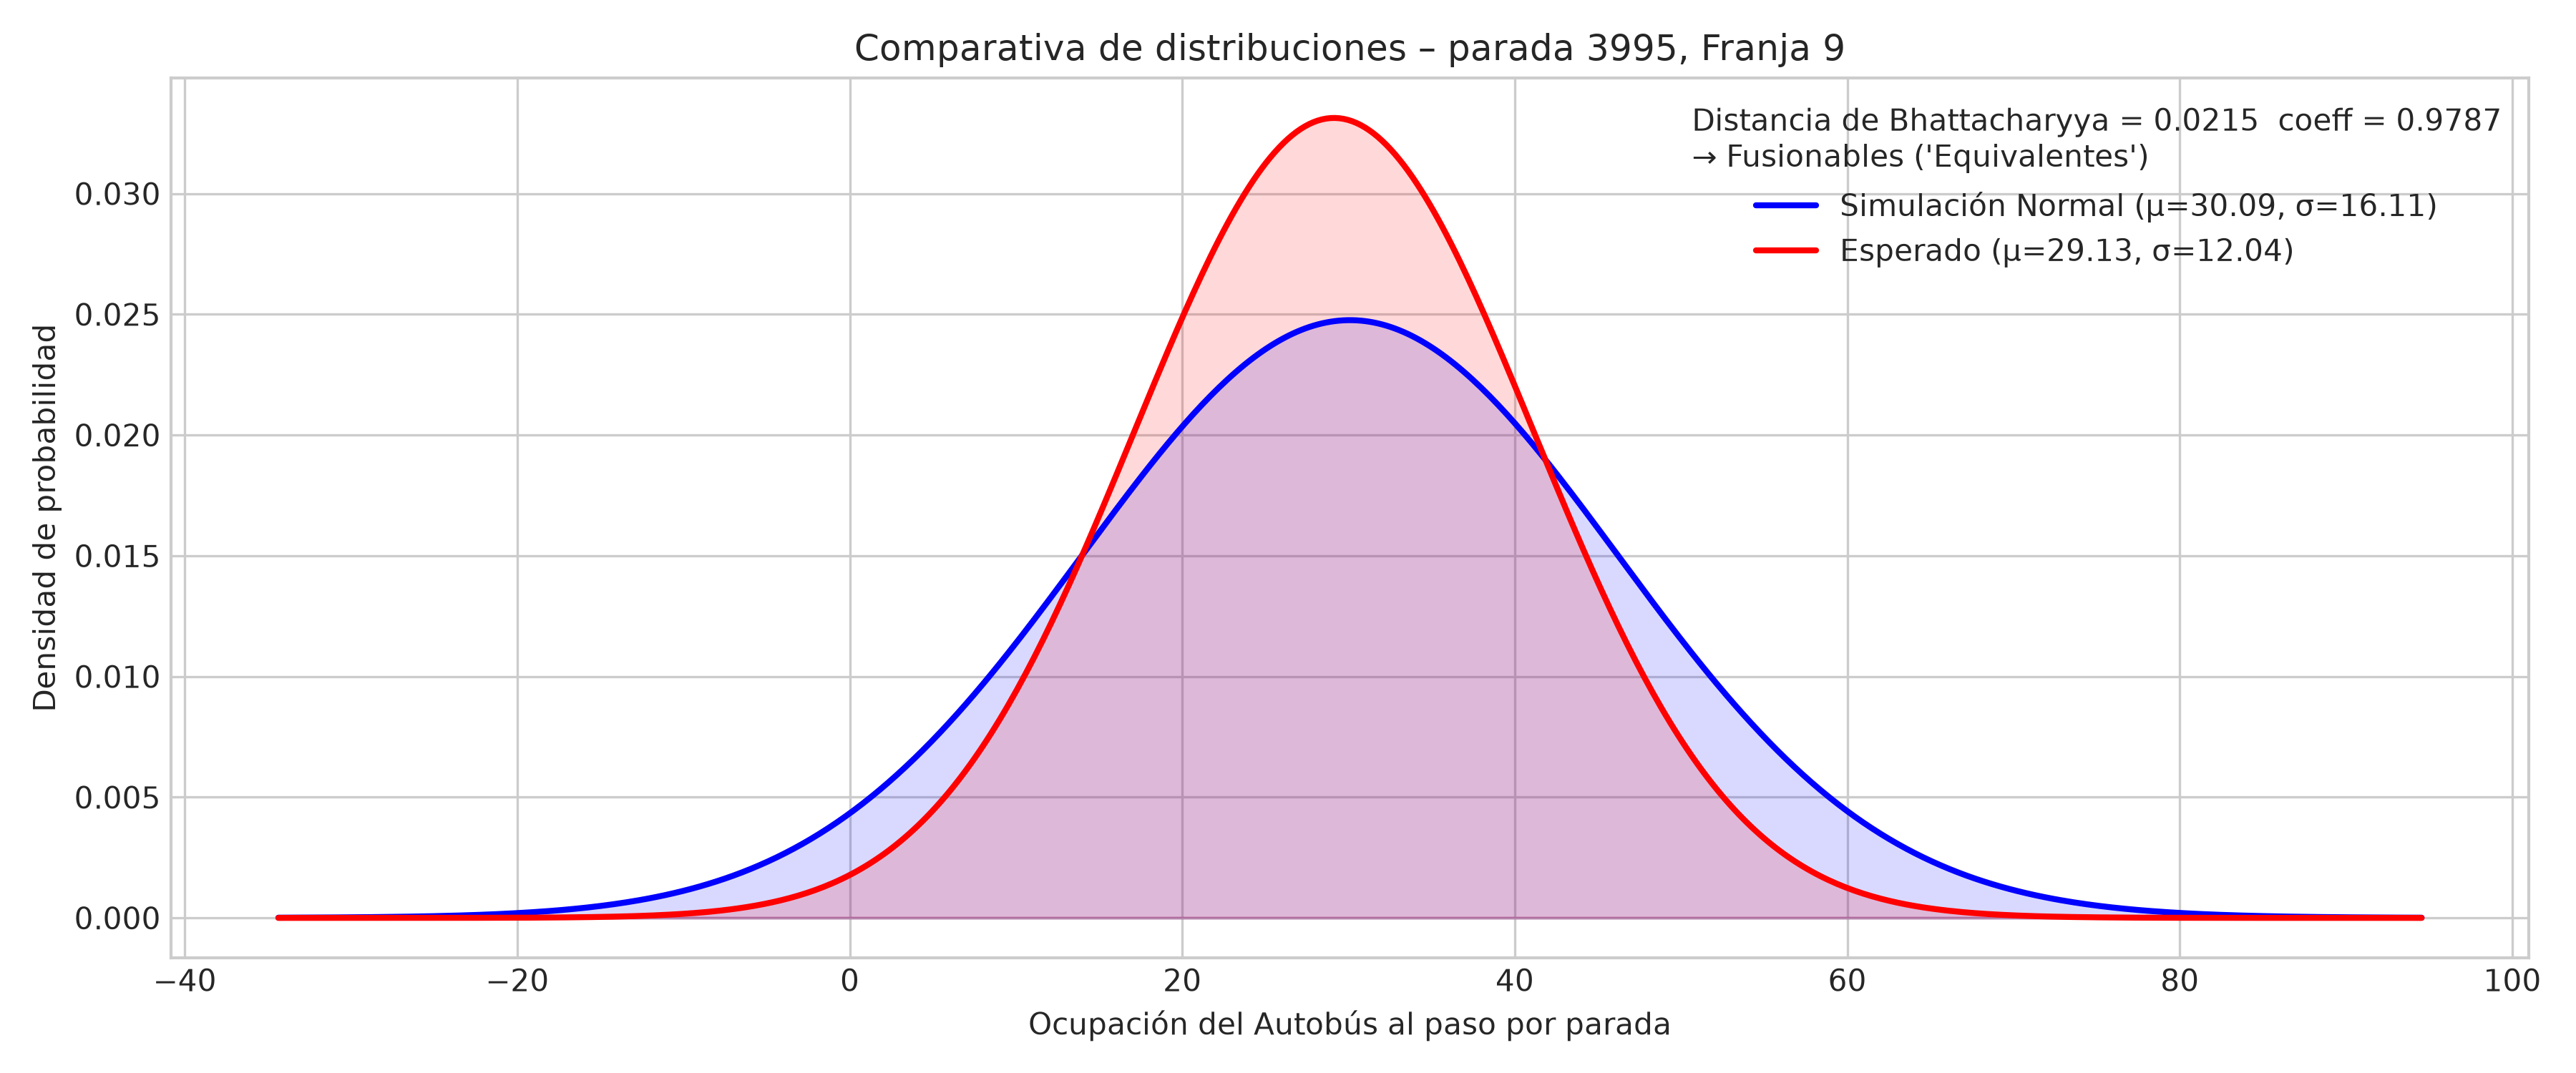 Comparativa de distribuciones – parada 3995, Franja 9
Distancia de Bhattacharyya = 0.0215  coeff = 0.9787
→ Fusionables ('Equivalentes')
Simulación Normal (μ=30.09, σ=16.11)
Esperado (μ=29.13, σ=12.04)
Densidad de probabilidad
0.030
0.025
0.020
0.015
0.010
0.005
0.000
−40 −20 0 20 40 60 80 100
Ocupación del Autobús al paso por parada